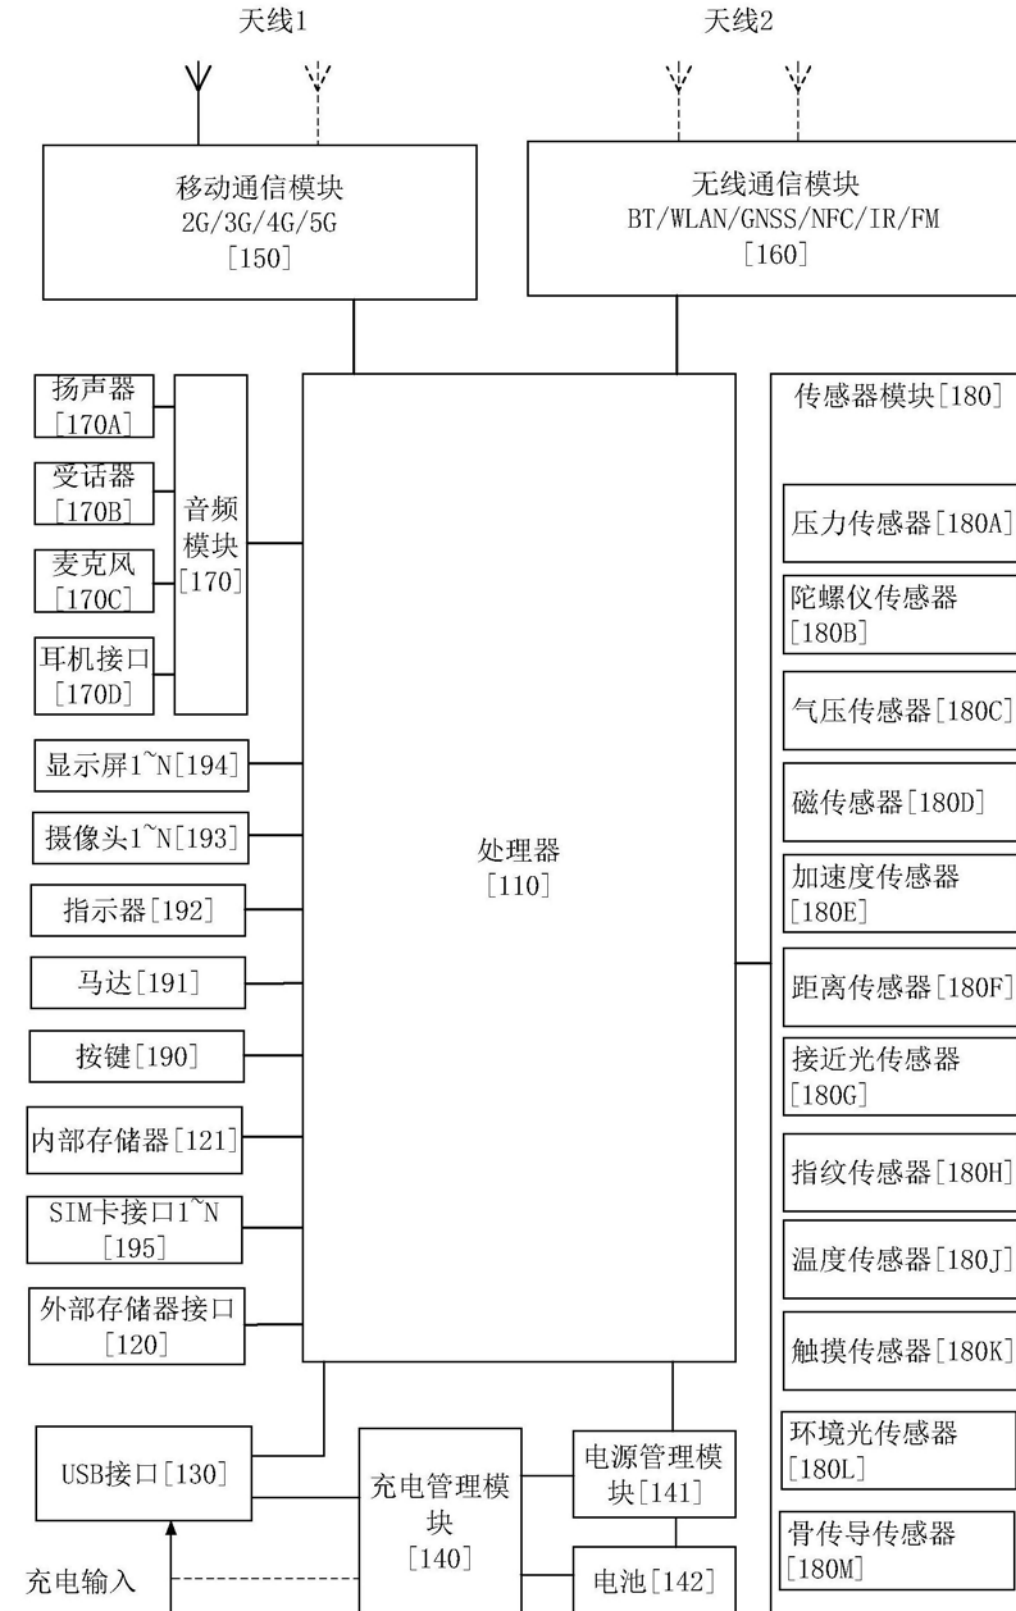 天线1
天线2
移动通信模块
2G/3G/4G/5G
[150]
无线通信模块
BT/WLAN/GNSS/NFC/IR/FM
[160]
扬声器
[170A]
受话器
[170B]
麦克风
[170C]
耳机接口
[170D]
音频
模块
[170]
显示屏1~N[194]
摄像头1~N[193]
指示器[192]
马达[191]
按键[190]
内部存储器[121]
SIM卡接口1~N
[195]
外部存储器接口
[120]
处理器
[110]
传感器模块[180]
压力传感器[180A]
陀螺仪传感器
[180B]
气压传感器[180C]
磁传感器[180D]
加速度传感器
[180E]
距离传感器[180F]
接近光传感器
[180G]
指纹传感器[180H]
温度传感器[180J]
触摸传感器[180K]
环境光传感器
[180L]
骨传导传感器
[180M]
USB接口[130]
充电管理模
块
[140]
电源管理模
块[141]
电池[142]
充电输入